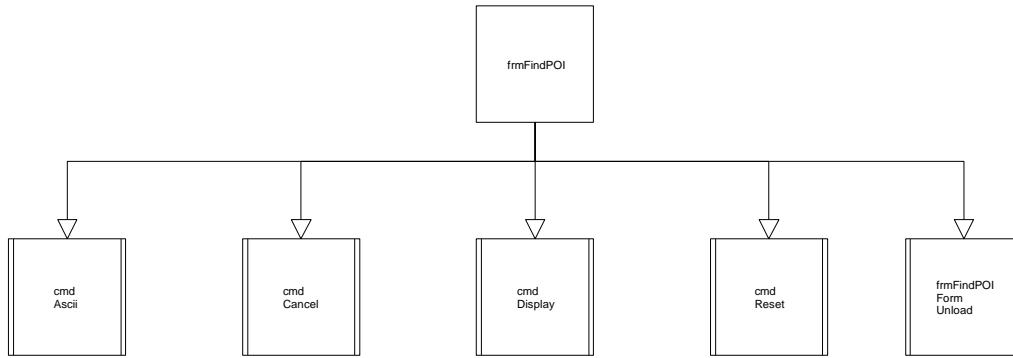 frmFindPOI
cmd
Ascii
cmd
Cancel
cmd
Display
cmd
Reset
frmFindPOI
Form
Unload